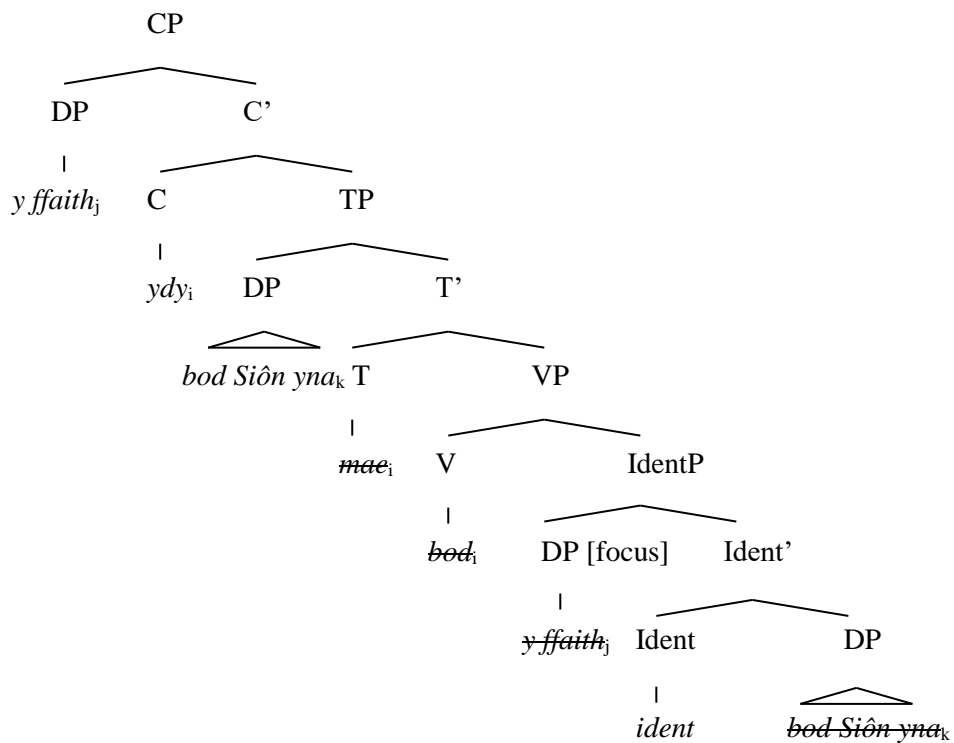 CP
DP C’
y ffaithj C TP
ydyi DP T’
bod Siôn ynak T VP
maei V IdentP
bodi DP [focus] Ident’
y ffaithj Ident DP
ident bod Siôn ynak